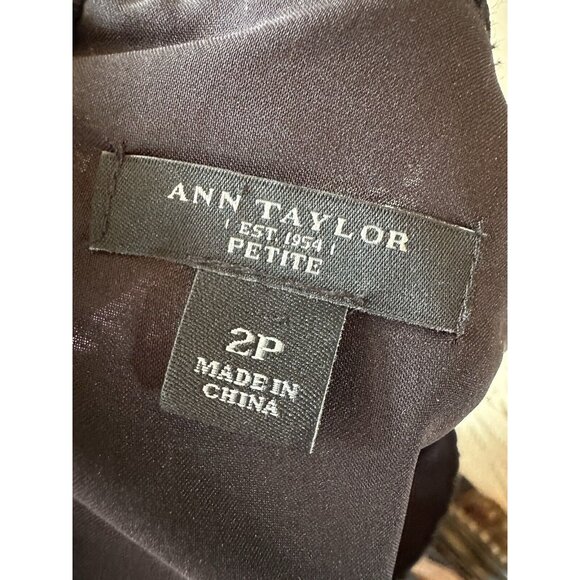 ANN TAYLOR
EST. 1954
PETITE
2P
MADE IN
CHINA